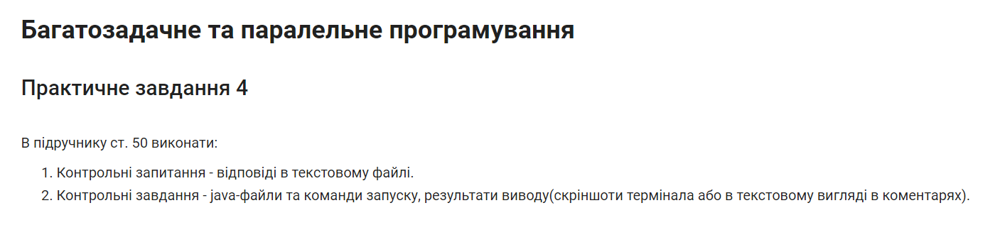 Багатозадачне та паралельне програмування
Практичне завдання 4
В підручнику ст. 50 виконати:
1. Контрольні запитання - відповіді в текстовому файлі.
2. Контрольні завдання - java-файли та команди запуску, результати виводу(скріншоти термінала або в текстовому вигляді в коментарях).